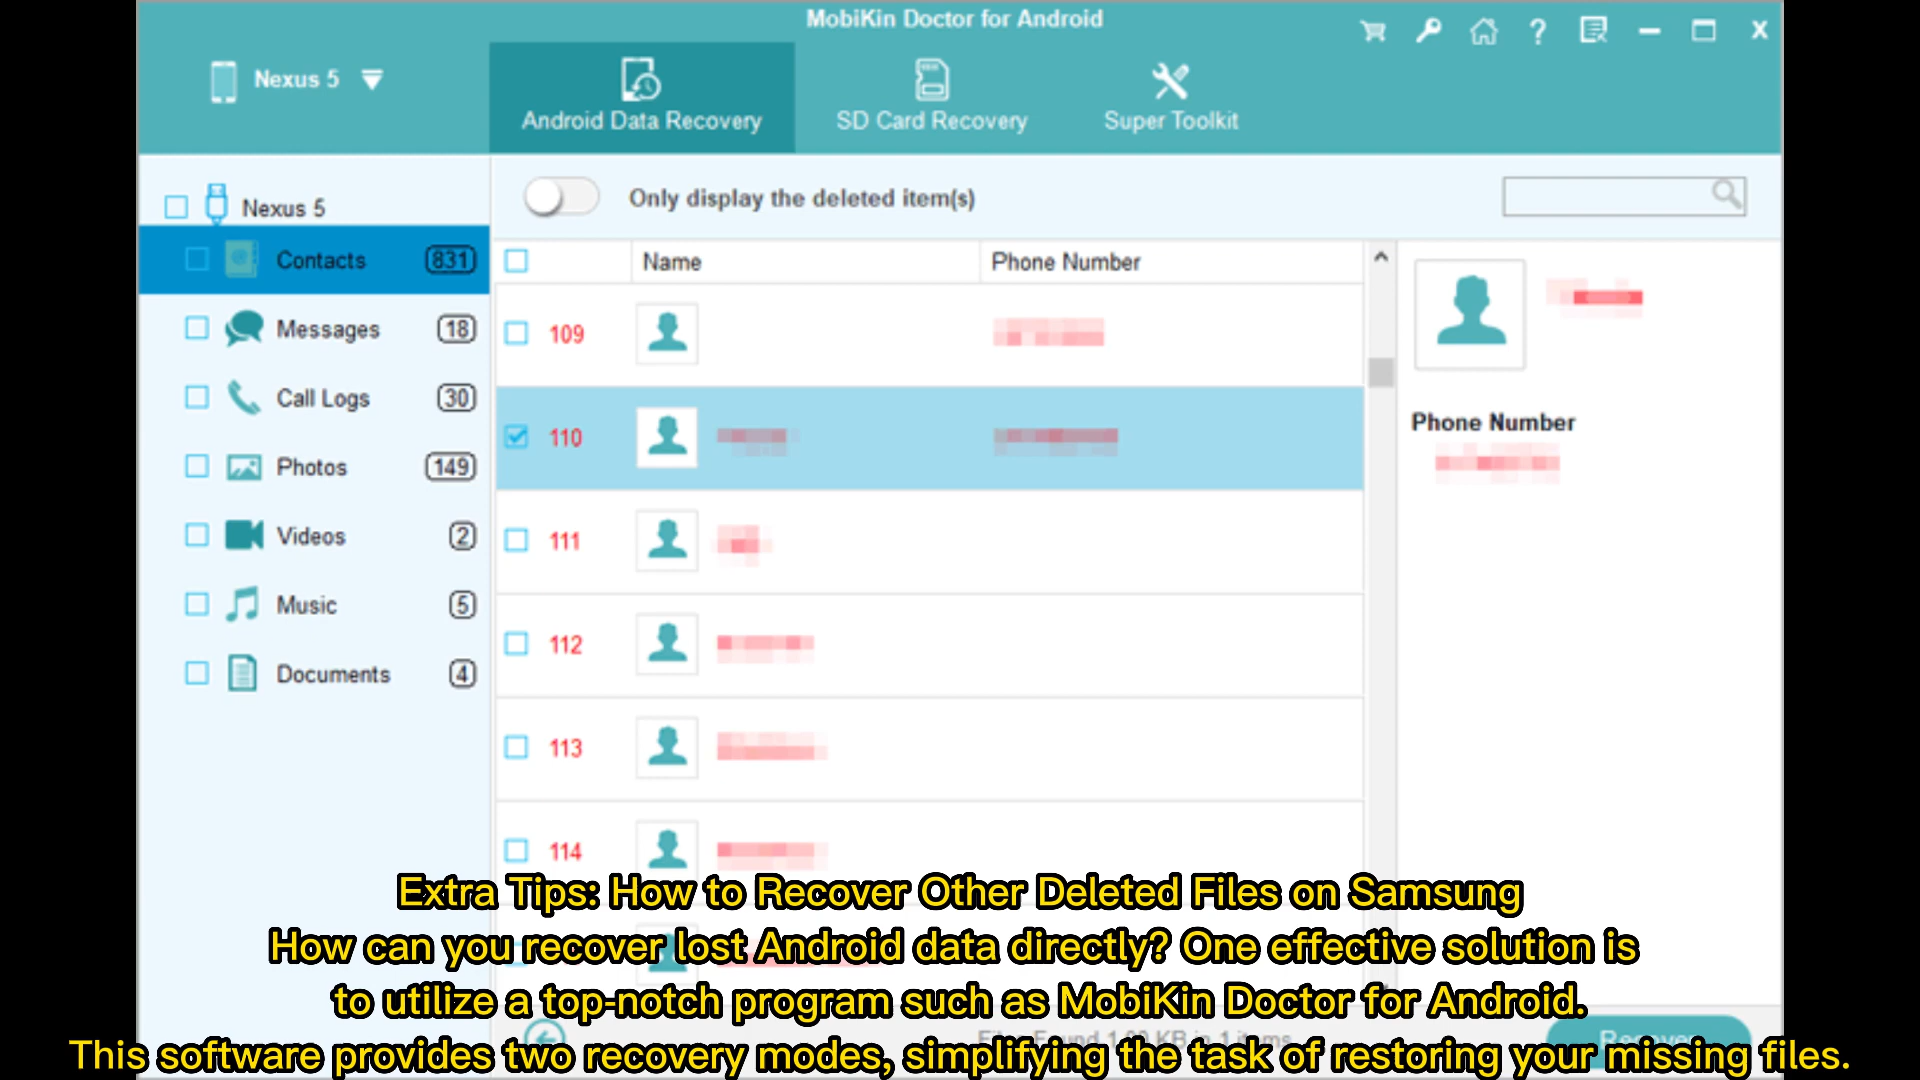 MobiKin Doctor for Android
Nexus 5
Android Data Recovery
SD Card Recovery
Super Toolkit
Nexus 5
Only display the deleted item(s)
Contacts (831)
Messages (18)
Call Logs (30)
Photos (149)
Videos (2)
Music (5)
Documents (4)
Name Phone Number
109
110
111
112
113
114
Phone Number
Extra Tips: How to Recover Other Deleted Files on Samsung
How can you recover lost Android data directly? One effective solution is
to utilize a top-notch program such as MobiKin Doctor for Android.
This software provides two recovery modes, simplifying the task of restoring your missing files.